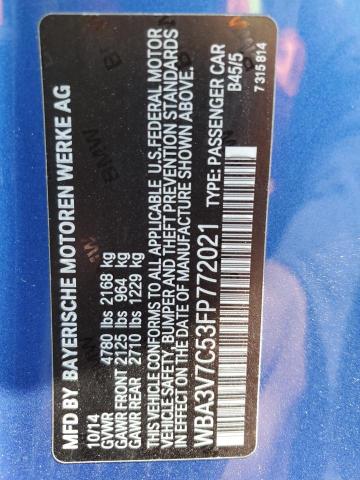 MFD BY BAYERISCHE MOTOREN WERKE AG
10/14
GVWR 4780 lbs 2168 kg
GAWR FRONT 2125 lbs 964 kg
GAWR REAR 2710 lbs 1229 kg
THIS VEHICLE CONFORMS TO ALL APPLICABLE U.S. FEDERAL MOTOR
VEHICLE SAFETY, BUMPER AND THEFT PREVENTION STANDARDS
IN EFFECT ON THE DATE OF MANUFACTURE SHOWN ABOVE.
WBA3V7C53FP772021 TYPE: PASSENGER CAR
B45/5
7 315 814
BMW